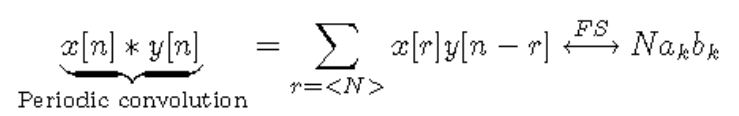 x[n] * y[n] = ∑ x[r]y[n − r] ⟷ Na_k b_k
FS
Periodic convolution
r=<N>